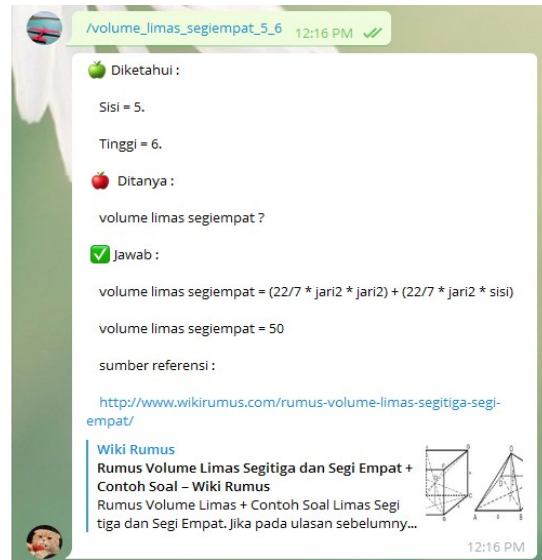 /volume_limas_segiempat_5_6 12:16 PM
Diketahui :
Sisi = 5.
Tinggi = 6.
Ditanya :
volume limas segiempat ?
Jawab :
volume limas segiempat = (22/7 * jari2 * jari2) + (22/7 * jari2 * sisi)
volume limas segiempat = 50
sumber referensi :
http://www.wikirumus.com/rumus-volume-limas-segitiga-segi-
empat/
Wiki Rumus
Rumus Volume Limas Segitiga dan Segi Empat +
Contoh Soal – Wiki Rumus
Rumus Volume Limas + Contoh Soal Limas Segi
tiga dan Segi Empat. Jika pada ulasan sebelumny...
12:16 PM